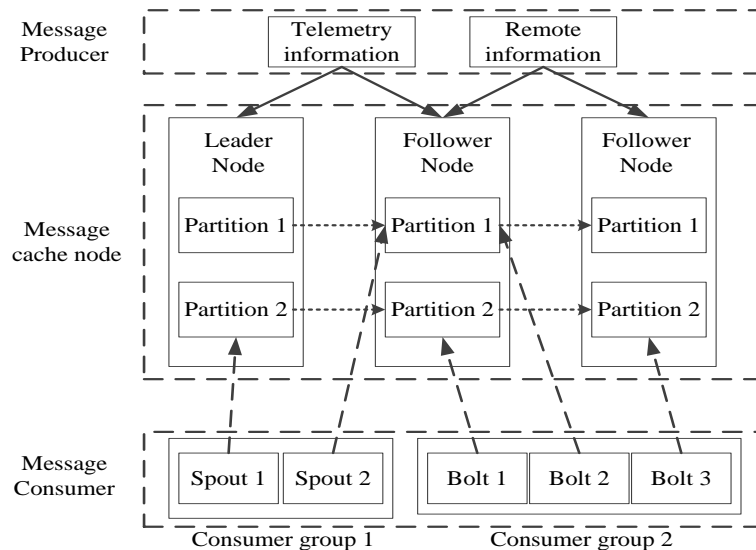 Message
Producer
Telemetry
information
Remote
information
Message
cache node
Leader
Node
Follower
Node
Follower
Node
Partition 1
Partition 1
Partition 1
Partition 2
Partition 2
Partition 2
Message
Consumer
Spout 1
Spout 2
Bolt 1
Bolt 2
Bolt 3
Consumer group 1
Consumer group 2